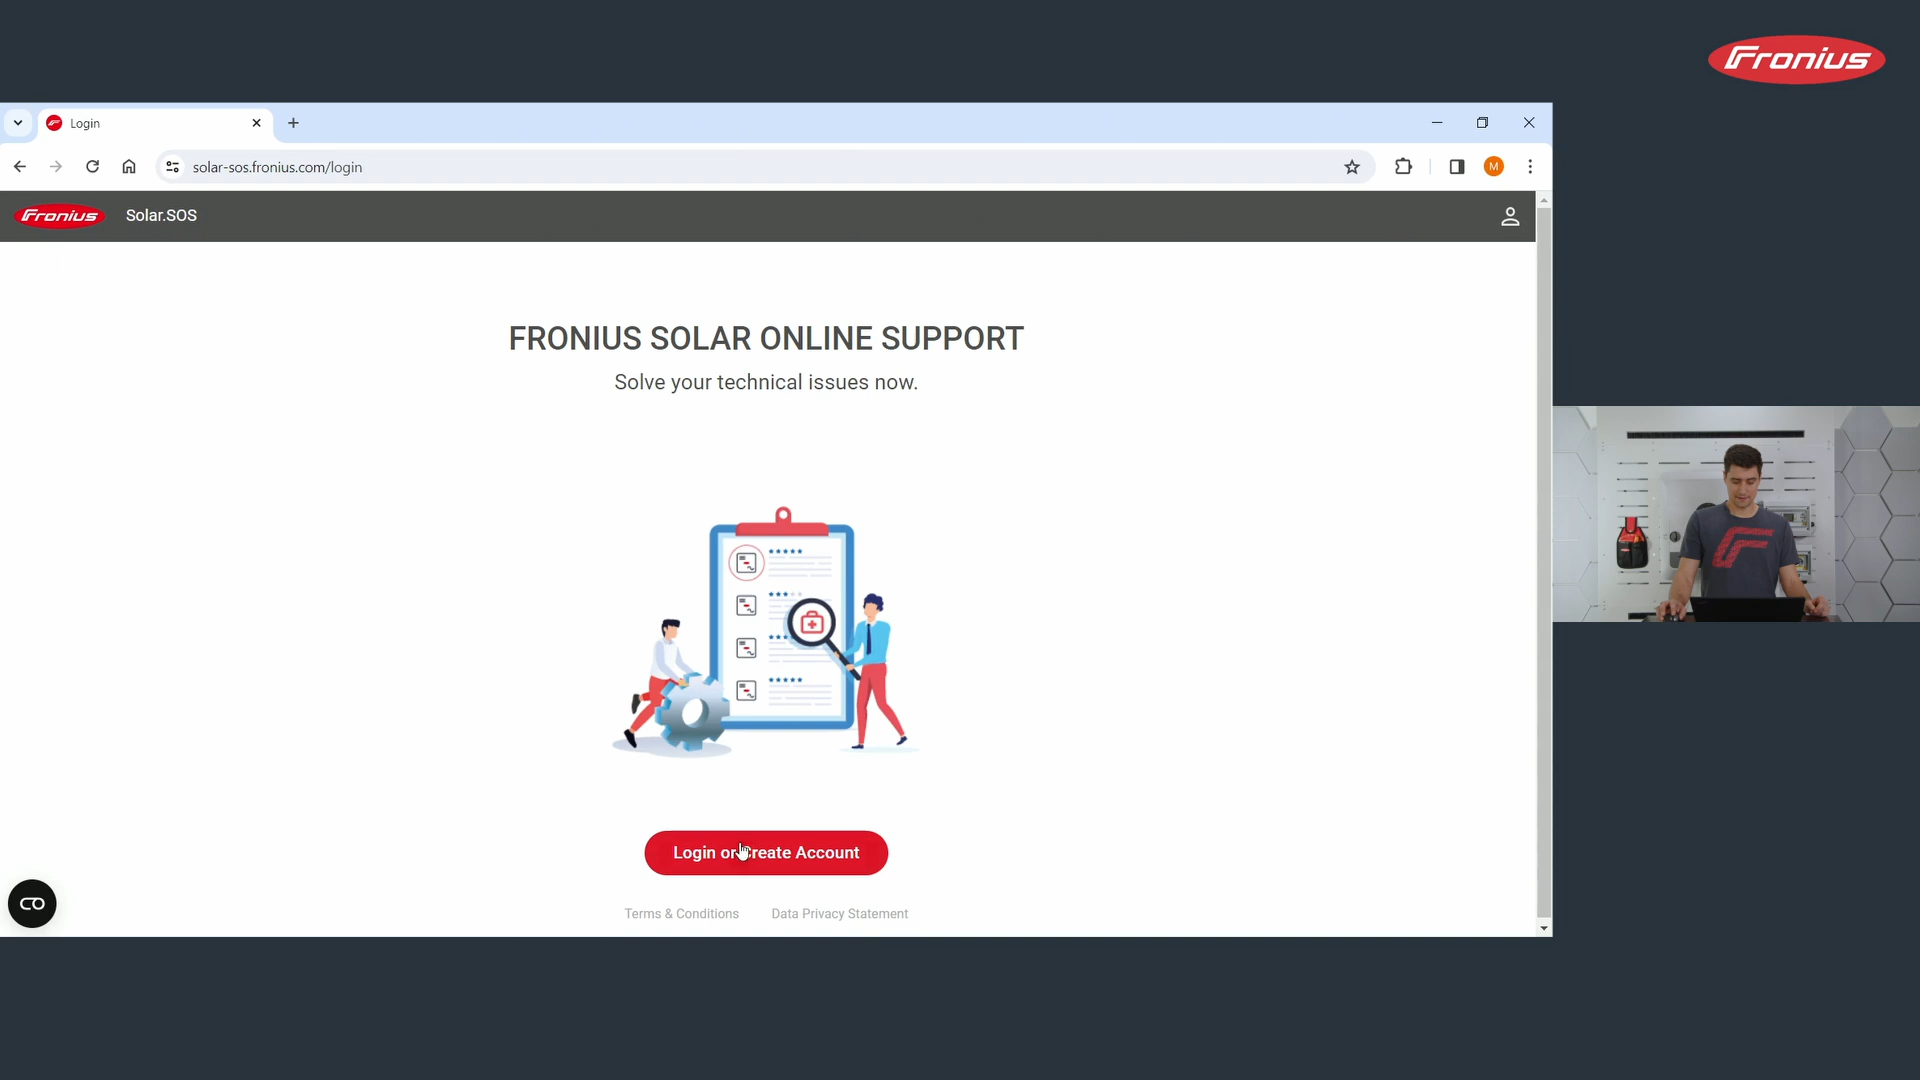 Fronius
Login
solar-sos.fronius.com/login
M
Fronius
Solar.SOS
FRONIUS SOLAR ONLINE SUPPORT
Solve your technical issues now.
Login or Create Account
Terms & Conditions
Data Privacy Statement